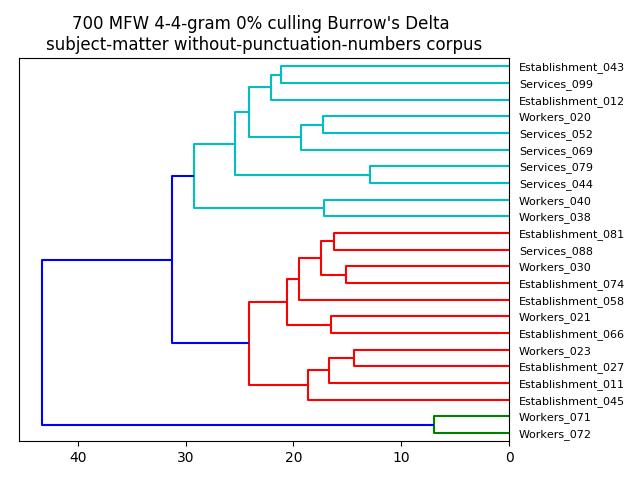 700 MFW 4-4-gram 0% culling Burrow's Delta
subject-matter without-punctuation-numbers corpus
Establishment_043
Services_099
Establishment_012
Workers_020
Services_052
Services_069
Services_079
Services_044
Workers_040
Workers_038
Establishment_081
Services_088
Workers_030
Establishment_074
Establishment_058
Workers_021
Establishment_066
Workers_023
Establishment_027
Establishment_011
Establishment_045
Workers_071
Workers_072
40 30 20 10 0